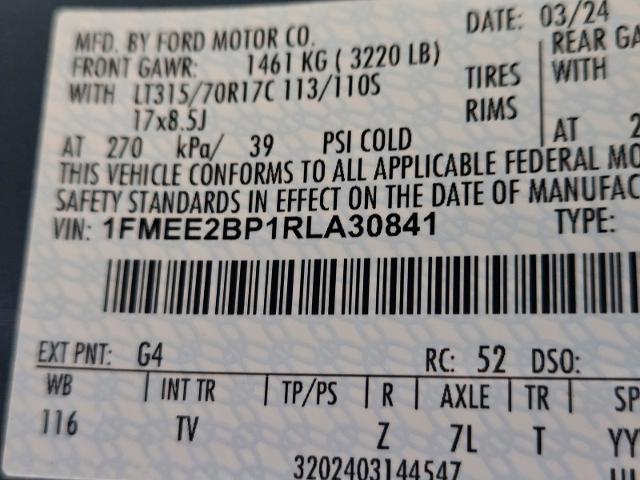 MFD. BY FORD MOTOR CO. DATE: 03/24
FRONT GAWR: 1461 KG ( 3220 LB) REAR GA
WITH LT315/70R17C 113/110S TIRES WITH
17x8.5J RIMS
AT 270 kPa/ 39 PSI COLD AT 2
THIS VEHICLE CONFORMS TO ALL APPLICABLE FEDERAL MO
SAFETY STANDARDS IN EFFECT ON THE DATE OF MANUFAC
VIN: 1FMEE2BP1RLA30841 TYPE:
EXT PNT: G4 RC: 52 DSO:
WB INT TR TP/PS R AXLE TR SP
116 TV Z 7L T YY
3202403144547